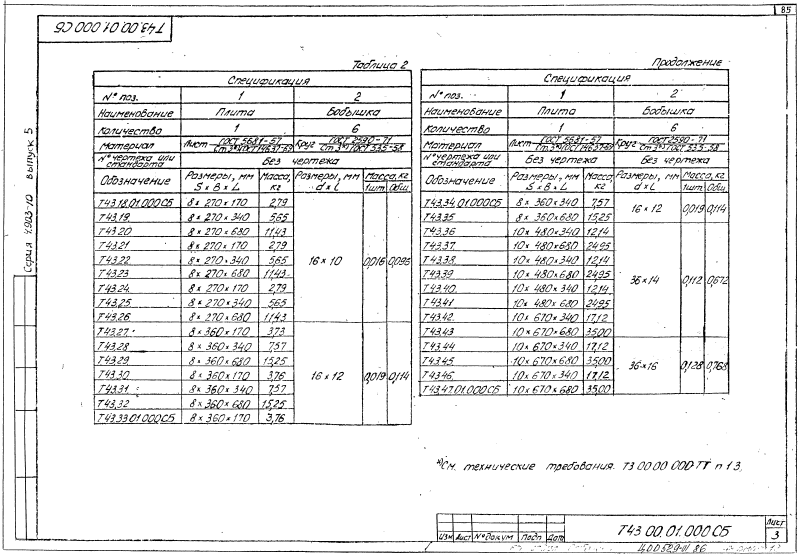 85
Т43.00.01.000 СБ
Серия 4.903-10 выпуск 5
Таблица 2
Спецификация
№ поз. 1 2
Наименование Плита Бобышка
Количество 1 6
Материал Лист ГОСТ 5681-57 Круг ГОСТ 2590-71
Ст 3*) ГОСТ 14637-69 Ст 3*) ГОСТ 535-58
№ чертежа или стандарта Без чертежа
Обозначение Размеры, мм S × B × L Масса, кг Размеры, мм d × L Масса, кг 1шт. Общ.
Т43.18.01.000СБ 8 × 270 × 170 2,79
Т43.19 8 × 270 × 340 5,65
Т43.20 8 × 270 × 680 11,43
Т43.21 8 × 270 × 170 2,79
Т43.22 8 × 270 × 340 5,65 16 × 10 0,016 0,096
Т43.23 8 × 270 × 680 11,43
Т43.24 8 × 270 × 170 2,79
Т43.25 8 × 270 × 340 5,65
Т43.26 8 × 270 × 680 11,43
Т43.27 8 × 360 × 170 3,73
Т43.28 8 × 360 × 340 7,57
Т43.29 8 × 360 × 680 15,25
Т43.30 8 × 360 × 170 3,76 16 × 12 0,019 0,114
Т43.31 8 × 360 × 340 7,57
Т43.32 8 × 360 × 680 15,25
Т43.33.01.000СБ 8 × 360 × 170 3,76
Продолжение
Спецификация
№ поз. 1 2
Наименование Плита Бобышка
Количество 1 6
Материал Лист ГОСТ 5681-57 Круг ГОСТ 2590-71
Ст 3*) ГОСТ 14637-69 Ст 3*) ГОСТ 535-58
№ чертежа или стандарта Без чертежа Без чертежа
Обозначение Размеры, мм S × B × L Масса, кг Размеры, мм d × L Масса, кг 1шт. Общ.
Т43.34.01.000СБ 8 × 360 × 340 7,57 16 × 12 0,019 0,114
Т43.35 8 × 360 × 680 15,25
Т43.36 10 × 480 × 340 12,14
Т43.37 10 × 480 × 680 24,95
Т43.38 10 × 480 × 340 12,14
Т43.39 10 × 480 × 680 24,95 36 × 14 0,112 0,672
Т43.40 10 × 480 × 340 12,14
Т43.41 10 × 480 × 680 24,95
Т43.42 10 × 670 × 340 17,12
Т43.43 10 × 670 × 680 35,00
Т43.44 10 × 670 × 340 17,12
Т43.45 10 × 670 × 680 35,00 36 × 16 0,128 0,768
Т43.46 10 × 670 × 340 17,12
Т43.47.01.000СБ 10 × 670 × 680 35,00
*) См. технические требования. Т3.00.00.000 ТТ п 1.3.
Изм Лист № докум Подп Дата
Т43.00.01.000 СБ
Лист
3
86